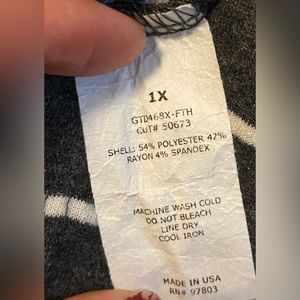 1X
GTD468X-FTH
CUT# 50673
SHELL: 54% POLYESTER 42%
RAYON 4% SPANDEX
MACHINE WASH COLD
DO NOT BLEACH
LINE DRY
COOL IRON
MADE IN USA
RN# 97803